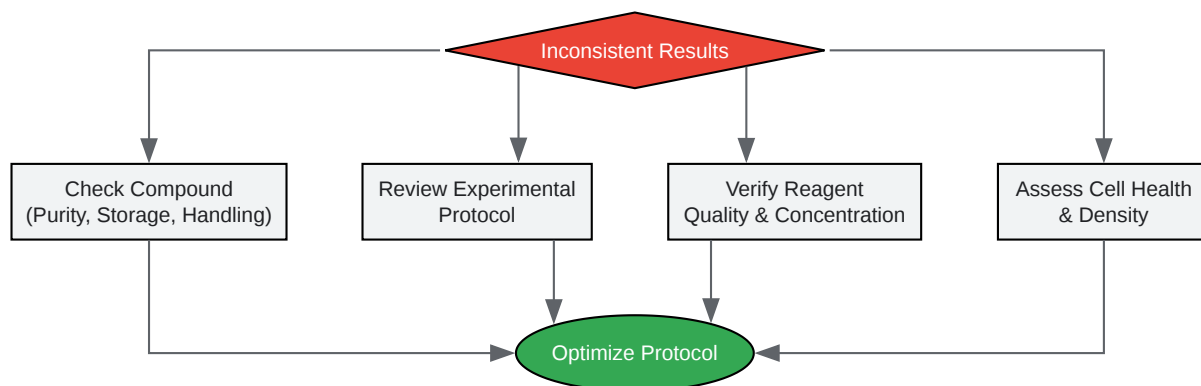 Inconsistent Results
Check Compound
(Purity, Storage, Handling)
Review Experimental
Protocol
Verify Reagent
Quality & Concentration
Assess Cell Health
& Density
Optimize Protocol